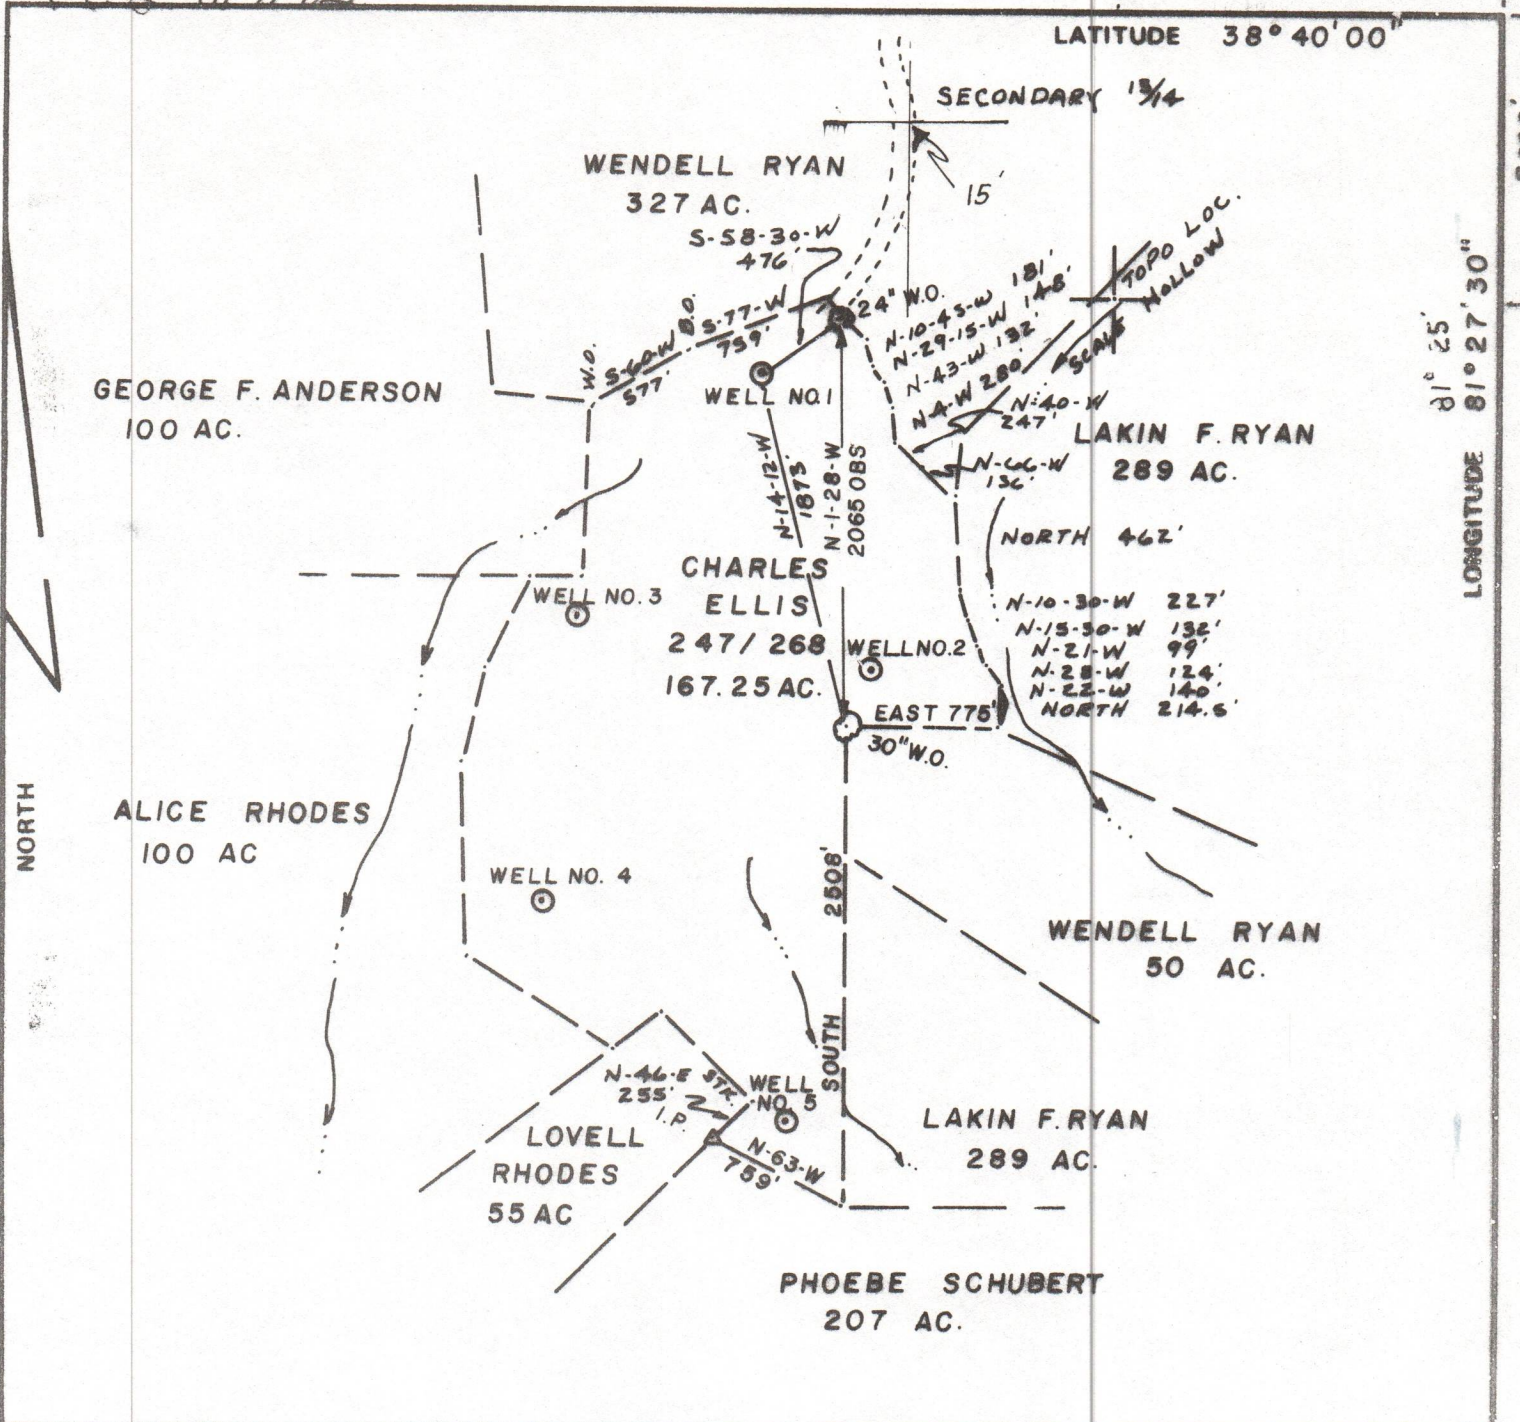 LATITUDE 38°40'00"
SECONDARY 13/14
15'
WENDELL RYAN
327 AC.
S-58-30-W
476'
TOPO LOC.
HOLLOW
SCALE
24" W.O.
N-10-45-W 181'
N-29-15-W 148'
N-43-W 132'
N-4-W 280'
N-40-W
247'
N-66-W
136'
81° 25'
LONGITUDE 81°27'30"
W.O.
S-60-W
577'
B.O.
S-77-W
759'
GEORGE F. ANDERSON
100 AC.
WELL NO.1
LAKIN F. RYAN
289 AC.
N-14-12-W
1873'
N-1-28-W
2065 OBS
NORTH 462'
CHARLES
ELLIS
247/268
167.25 AC.
WELL NO. 3
WELL NO.2
N-10-30-W 227'
N-15-30-W 132'
N-21-W 99'
N-28-W 124'
N-22-W 140'
NORTH 214.5'
EAST 775'
30" W.O.
NORTH
ALICE RHODES
100 AC
WELL NO. 4
SOUTH 2508'
WENDELL RYAN
50 AC.
N-46-E
255'
STK.
I.P.
WELL
NO. 5
LOVELL
RHODES
55 AC
N-63-W
759'
LAKIN F. RYAN
289 AC.
PHOEBE SCHUBERT
207 AC.